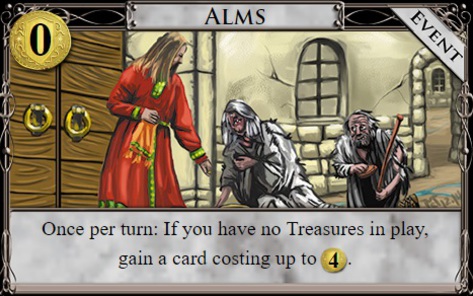 ALMS
0
EVENT
Once per turn: If you have no Treasures in play,
gain a card costing up to 4.